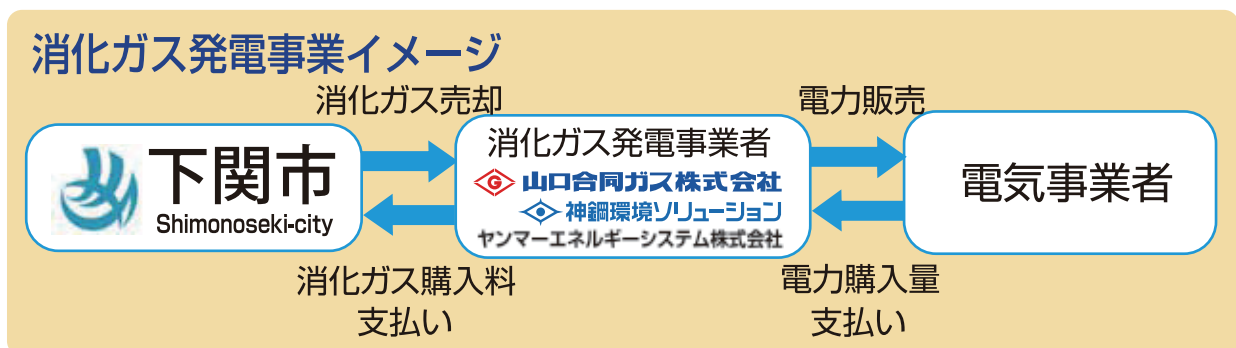 消化ガス発電事業イメージ
消化ガス売却
電力販売
下関市
Shimonoseki-city
消化ガス発電事業者
山口合同ガス株式会社
神鋼環境ソリューション
ヤンマーエネルギーシステム株式会社
電気事業者
消化ガス購入料
支払い
電力購入量
支払い